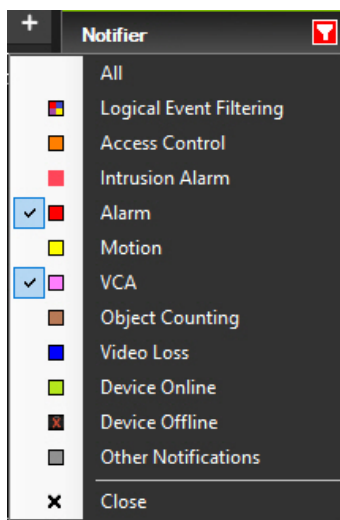 Notifier
All
Logical Event Filtering
Access Control
Intrusion Alarm
Alarm
Motion
VCA
Object Counting
Video Loss
Device Online
Device Offline
Other Notifications
Close